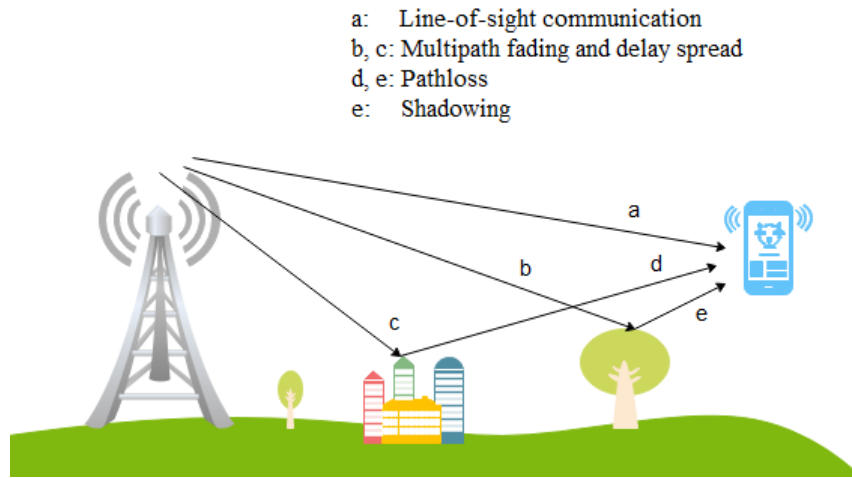 a: Line-of-sight communication
b, c: Multipath fading and delay spread
d, e: Pathloss
e: Shadowing
a
b
d
c
e